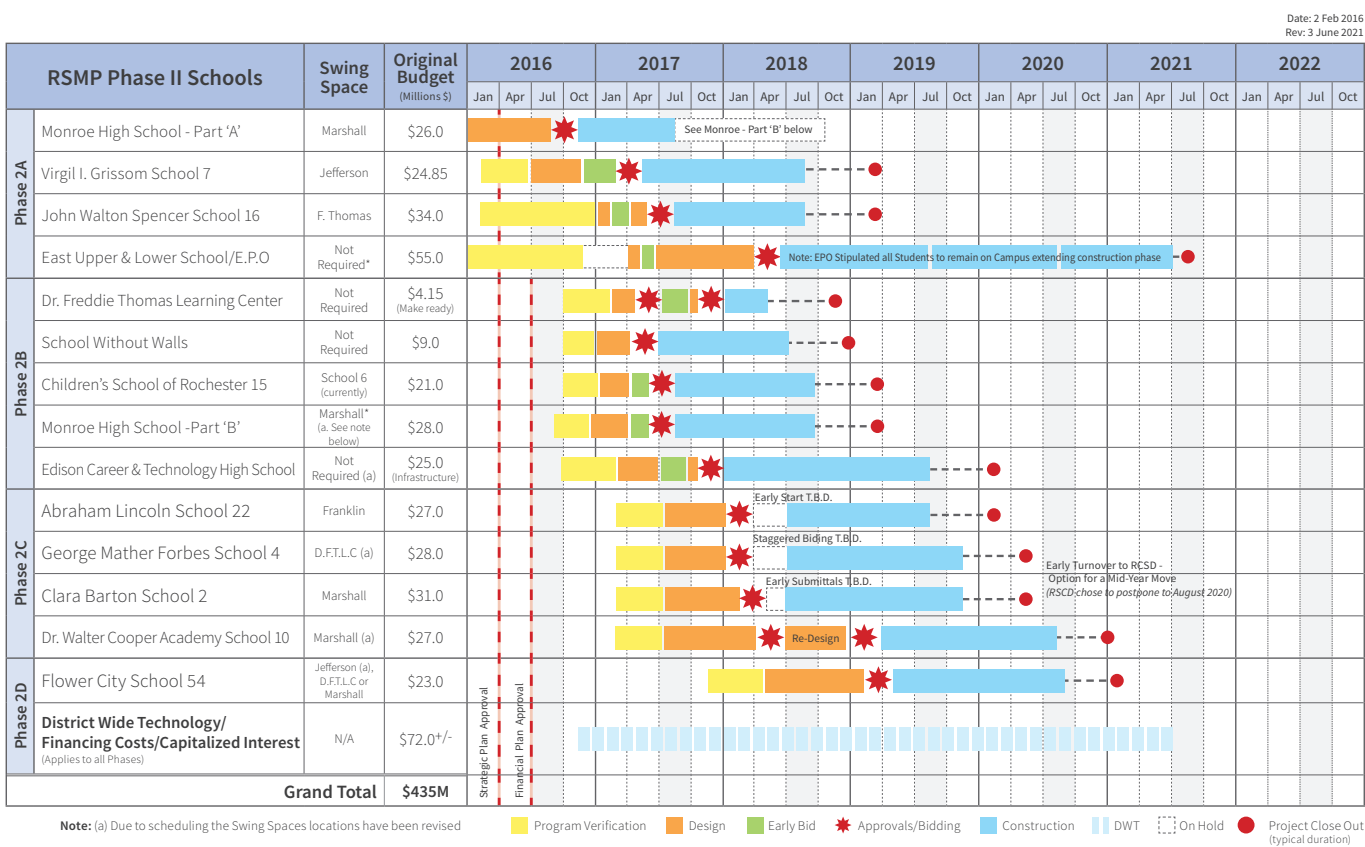 Date: 2 Feb 2016
Rev: 3 June 2021
RSMP Phase II Schools
Swing
Space
Original
Budget
(Millions $)
2016 2017 2018 2019 2020 2021 2022
Jan Apr Jul Oct Jan Apr Jul Oct Jan Apr Jul Oct Jan Apr Jul Oct Jan Apr Jul Oct Jan Apr Jul Oct Jan Apr Jul Oct
Phase 2A
Monroe High School - Part ‘A’ Marshall $26.0 See Monroe - Part ‘B’ below
Virgil I. Grissom School 7 Jefferson $24.85
John Walton Spencer School 16 F. Thomas $34.0
East Upper & Lower School/E.P.O
Not
Required*
$55.0
Note: EPO Stipulated all Students to remain on Campus extending construction phase
Phase 2B
Dr. Freddie Thomas Learning Center
Not
Required
$4.15
(Make ready)
School Without Walls
Not
Required
$9.0
Children’s School of Rochester 15
School 6
(currently)
$21.0
Monroe High School -Part ‘B’
Marshall*
(a. See note
below)
$28.0
Edison Career & Technology High School
Not
Required (a)
$25.0
(Infrastructure)
Phase 2C
Abraham Lincoln School 22 Franklin $27.0
Early Start T.B.D.
George Mather Forbes School 4 D.F.T.L.C (a) $28.0
Staggered Biding T.B.D.
Clara Barton School 2 Marshall $31.0
Early Submittals T.B.D.
Early Turnover to RCSD -
Option for a Mid-Year Move
(RSCD chose to postpone to August 2020)
Dr. Walter Cooper Academy School 10 Marshall (a) $27.0 Re-Design
Phase 2D
Flower City School 54
Jefferson (a),
D.F.T.L.C or
Marshall
$23.0
District Wide Technology/
Financing Costs/Capitalized Interest
(Applies to all Phases)
N/A
$72.0+/-
Strategic Plan Approval
Financial Plan Approval
Grand Total $435M
Note: (a) Due to scheduling the Swing Spaces locations have been revised
Program Verification Design Early Bid Approvals/Bidding Construction DWT On Hold Project Close Out
(typical duration)